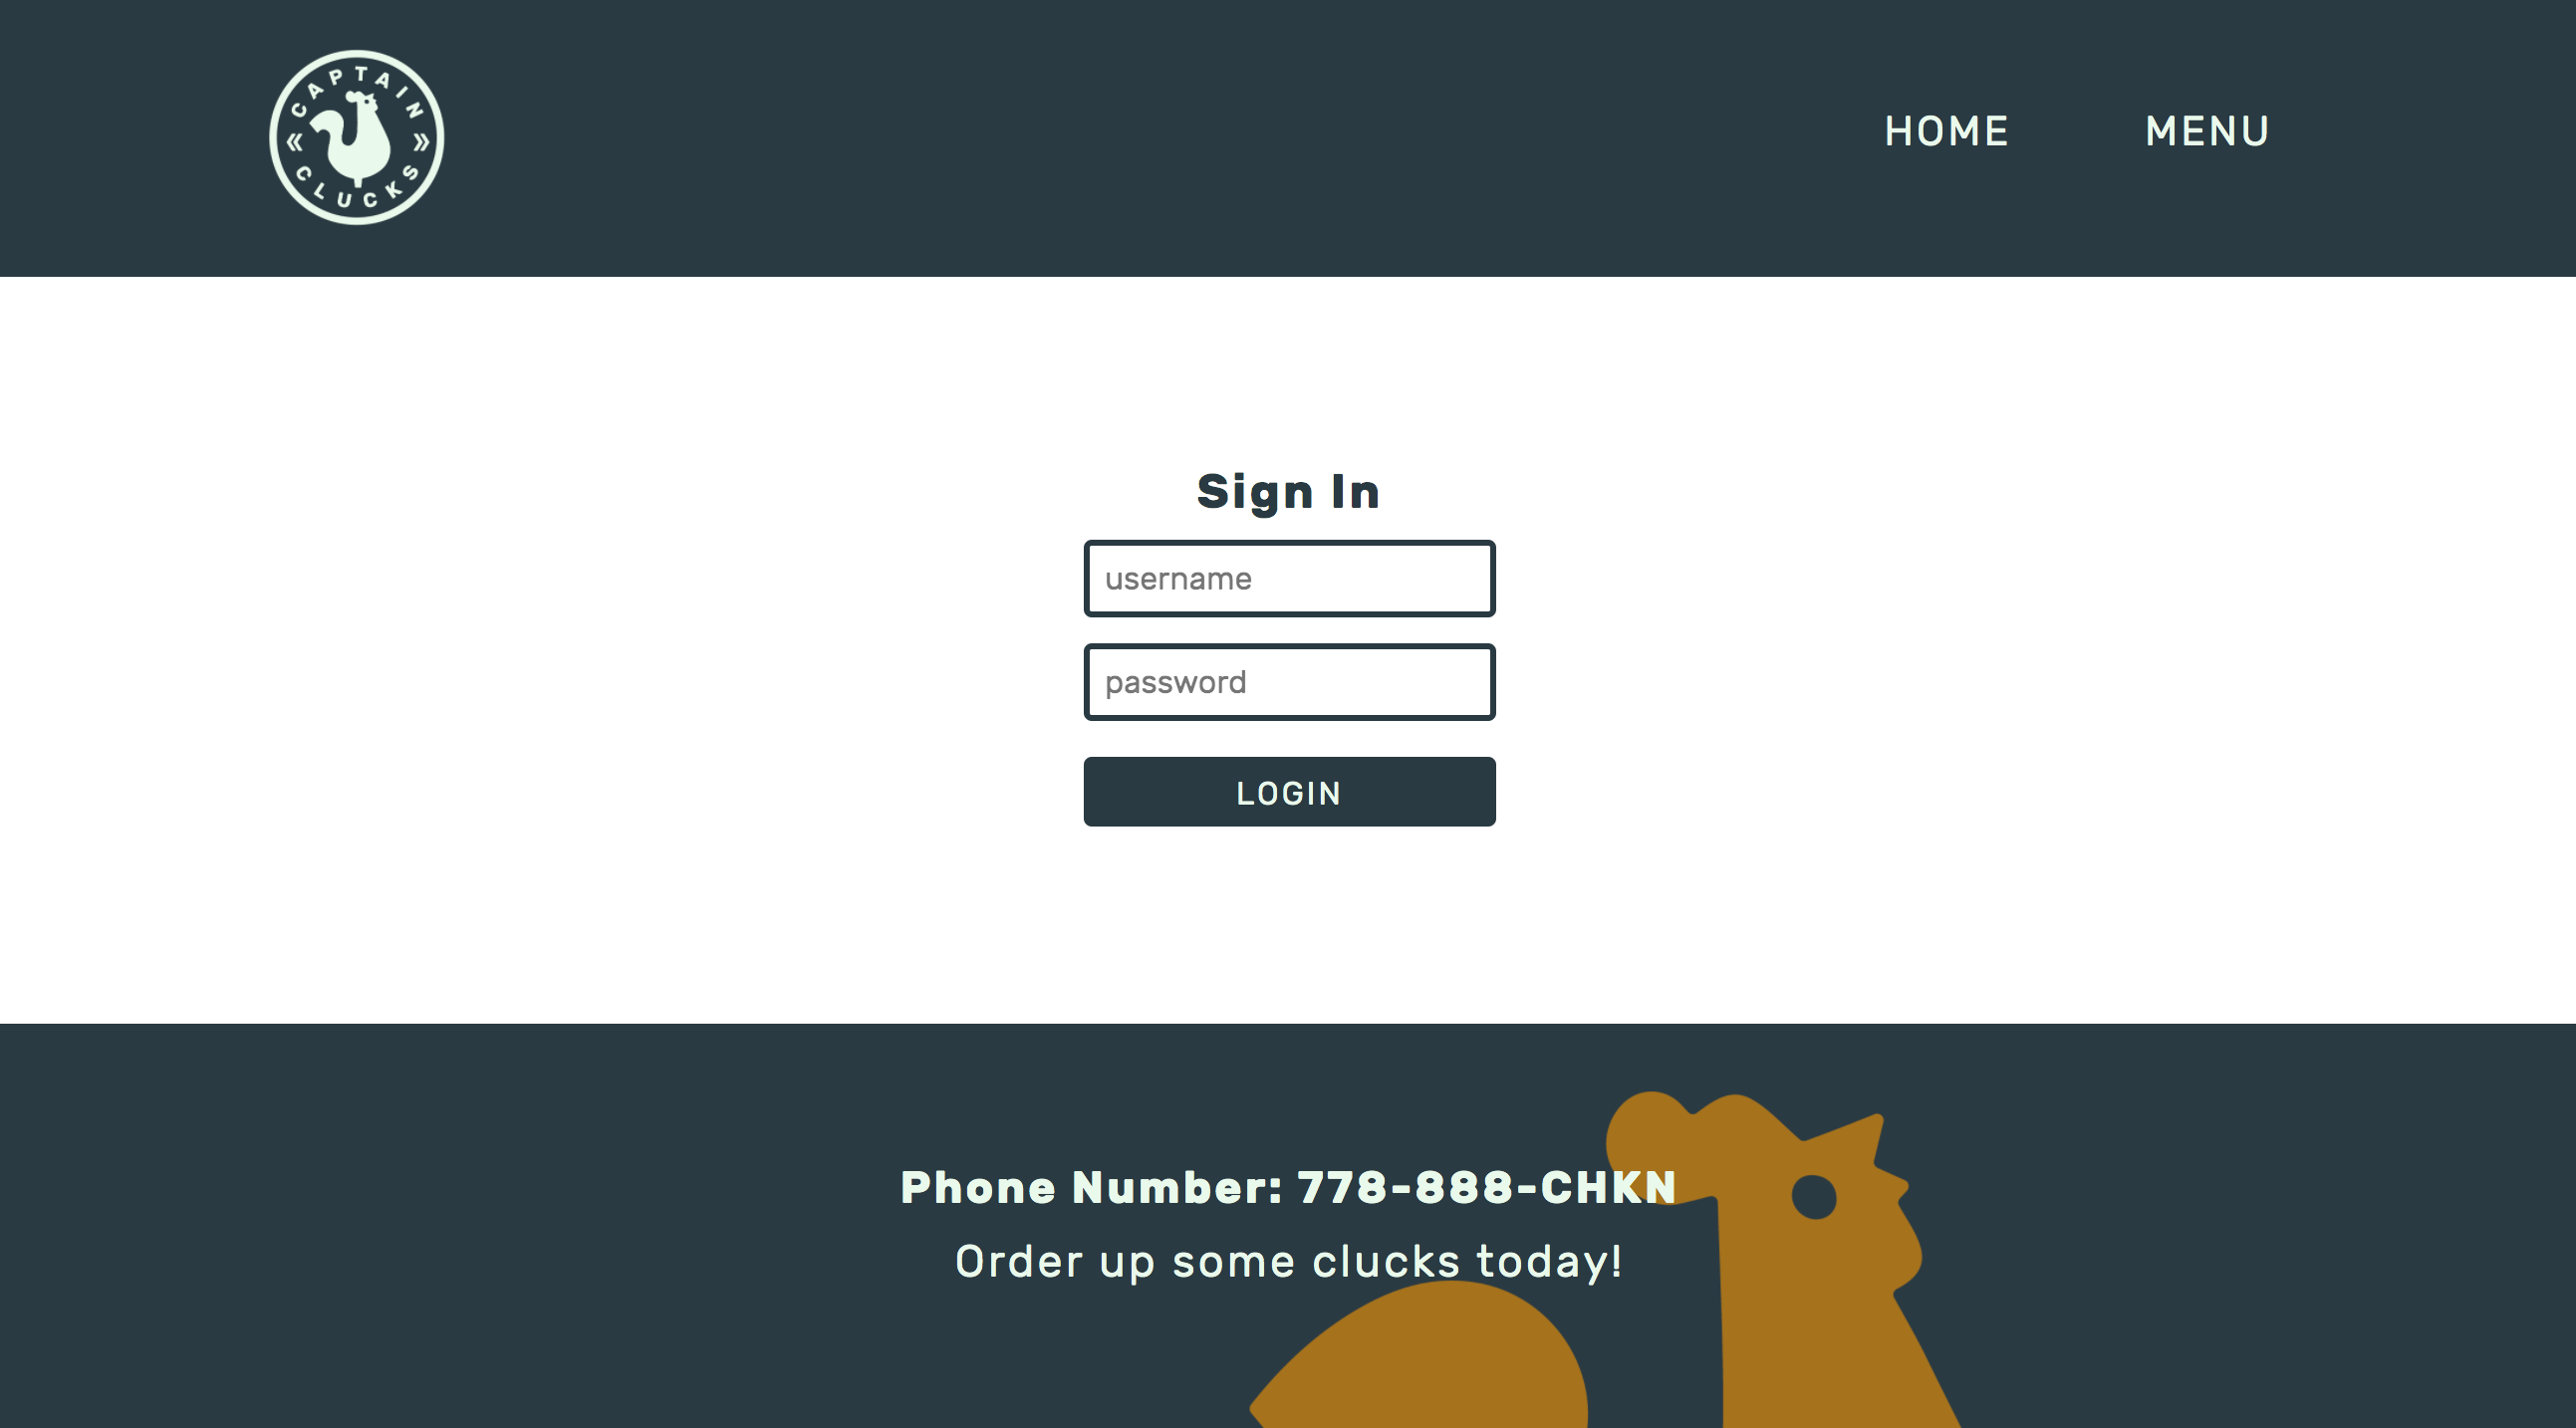 CAPTAIN
« »
CLUCKS
HOME MENU
Sign In
username
password
LOGIN
Phone Number: 778-888-CHKN
Order up some clucks today!